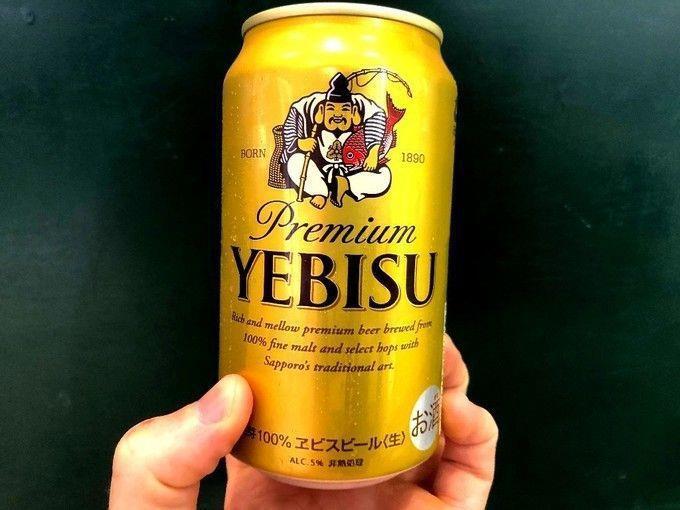 BORN 1890
Premium
YEBISU
Rich and mellow premium beer brewed from
100% fine malt and select hops with
Sapporo's traditional art.
お酒
芽100% ヱビスビール〈生〉
ALC.5% 非熱処理